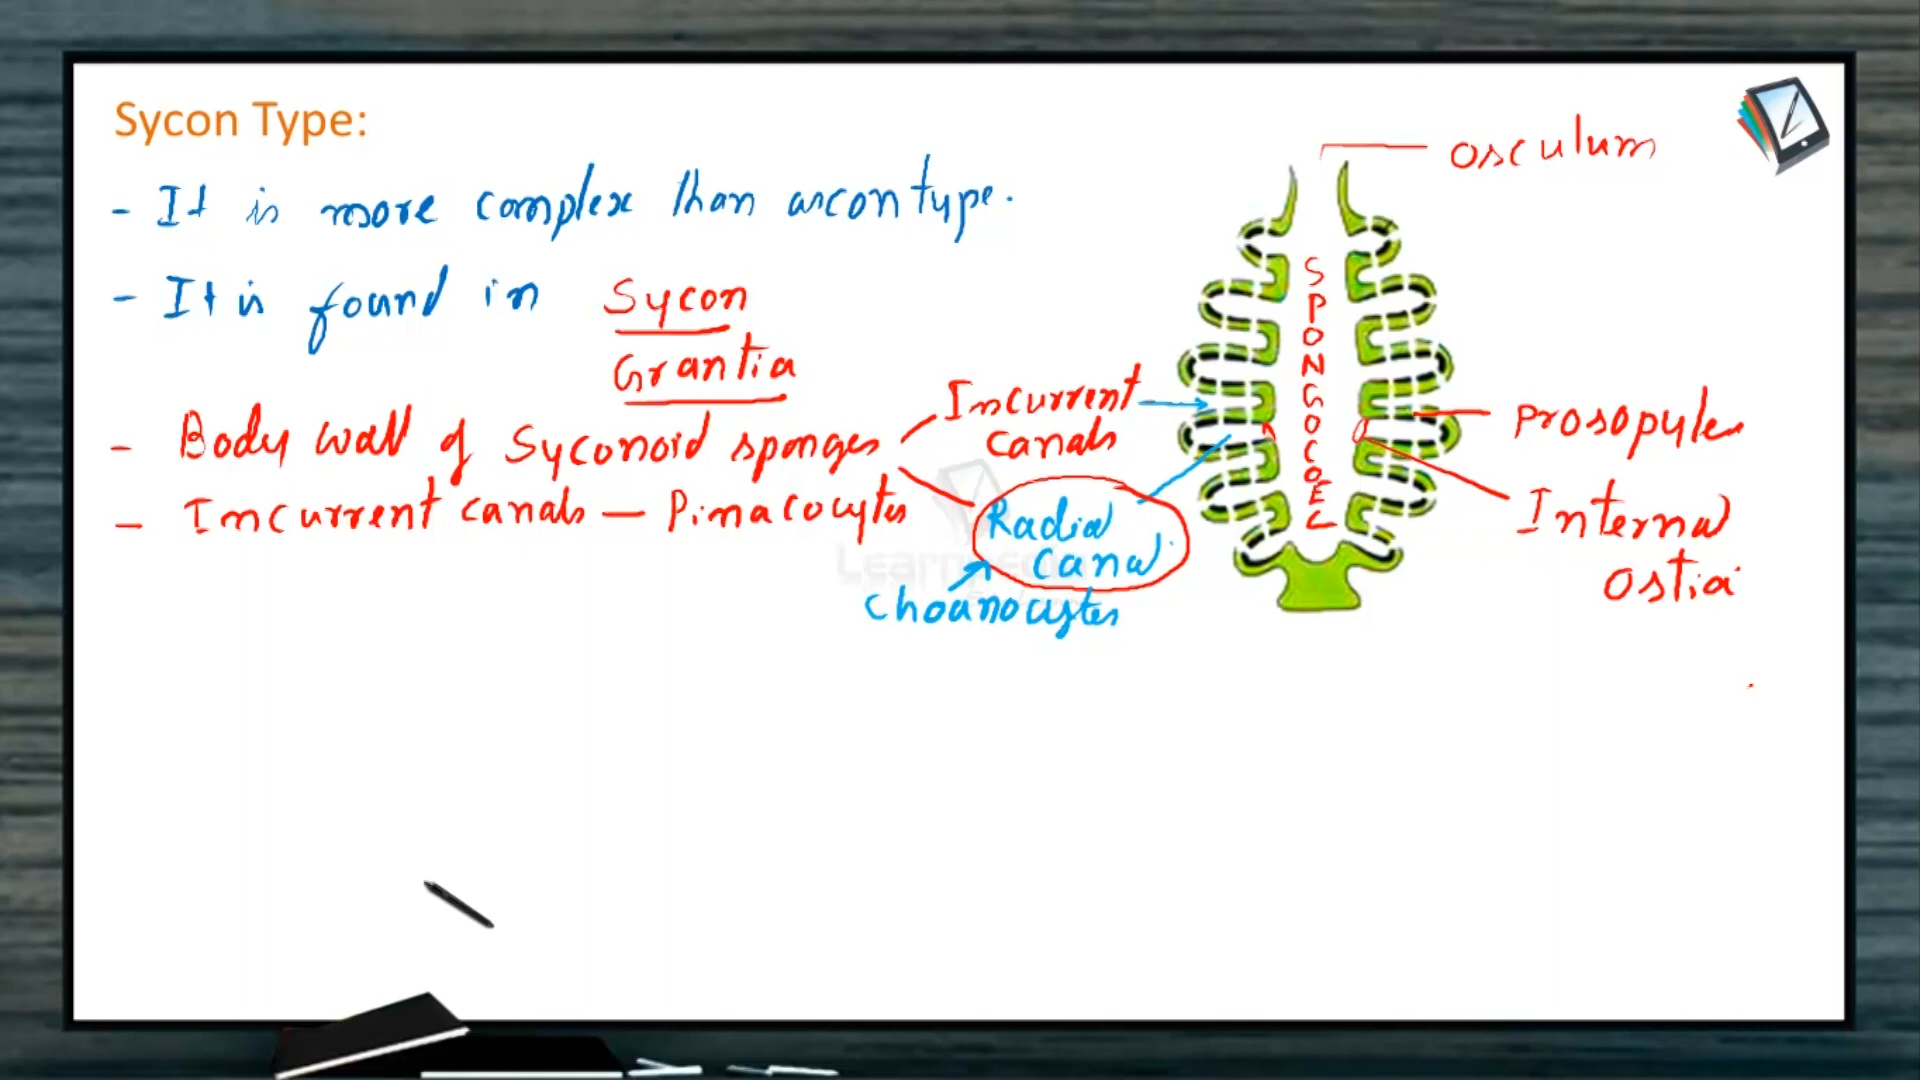 Sycon Type:
- It is more complex than ascon type.
- It is found in Sycon
Grantia
- Body wall of Syconoid sponges
Incurrent
canals
Radial
Canal
choanocytes
- Incurrent canals – Pinacocytes
osculum
SPONGOCOEL
Prosopyles
Internal
Ostia